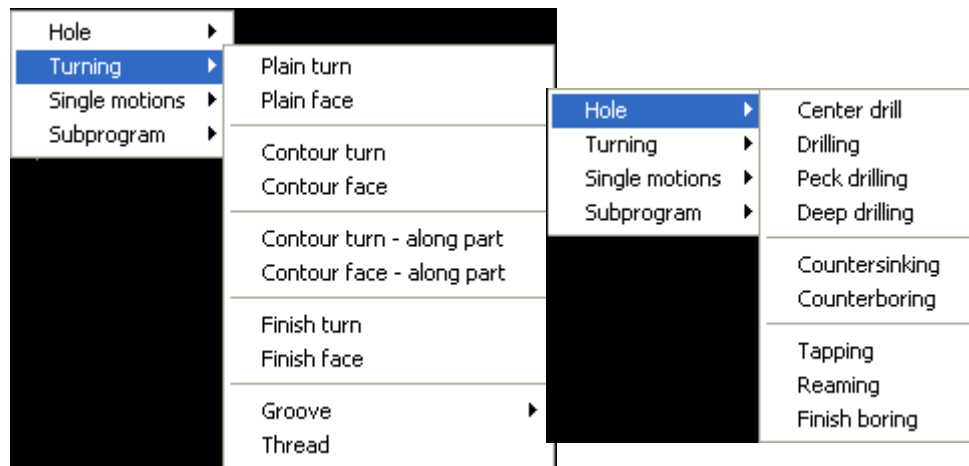 Hole
Turning
Single motions
Subprogram
Plain turn
Plain face
Contour turn
Contour face
Contour turn - along part
Contour face - along part
Finish turn
Finish face
Groove
Thread
Hole
Turning
Single motions
Subprogram
Center drill
Drilling
Peck drilling
Deep drilling
Countersinking
Counterboring
Tapping
Reaming
Finish boring